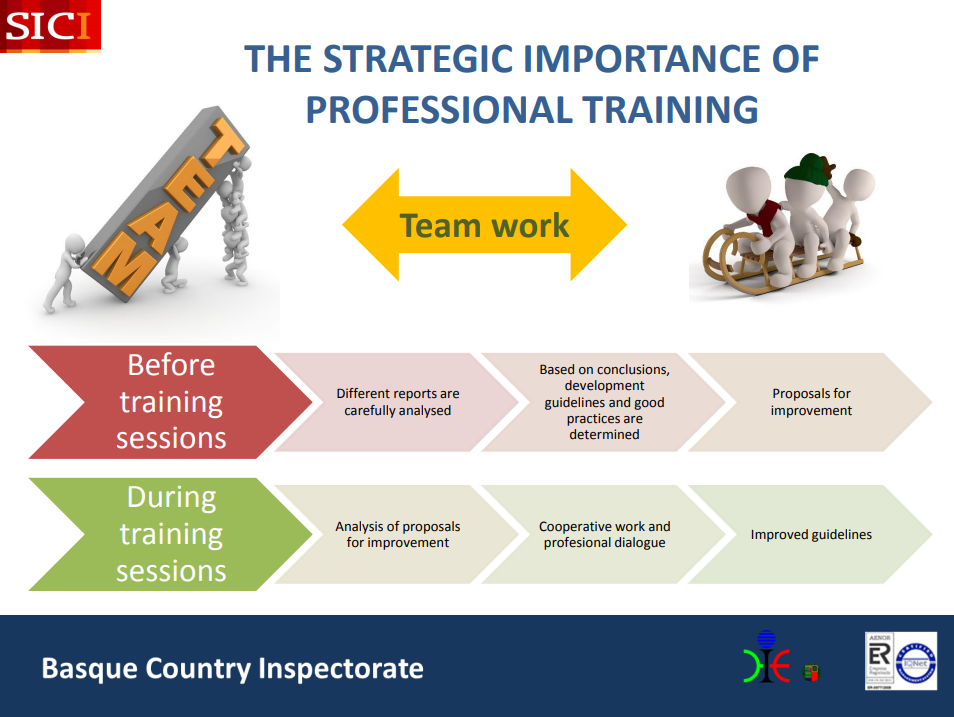 SICI
THE STRATEGIC IMPORTANCE OF
PROFESSIONAL TRAINING
TEAM
Team work
Before
training
sessions
Different reports are
carefully analysed
Based on conclusions,
development
guidelines and good
practices are
determined
Proposals for
improvement
During
training
sessions
Analysis of proposals
for improvement
Cooperative work and
profesional dialogue
Improved guidelines
Basque Country Inspectorate
AENOR
ER
Empresa
Registrada
IQNet